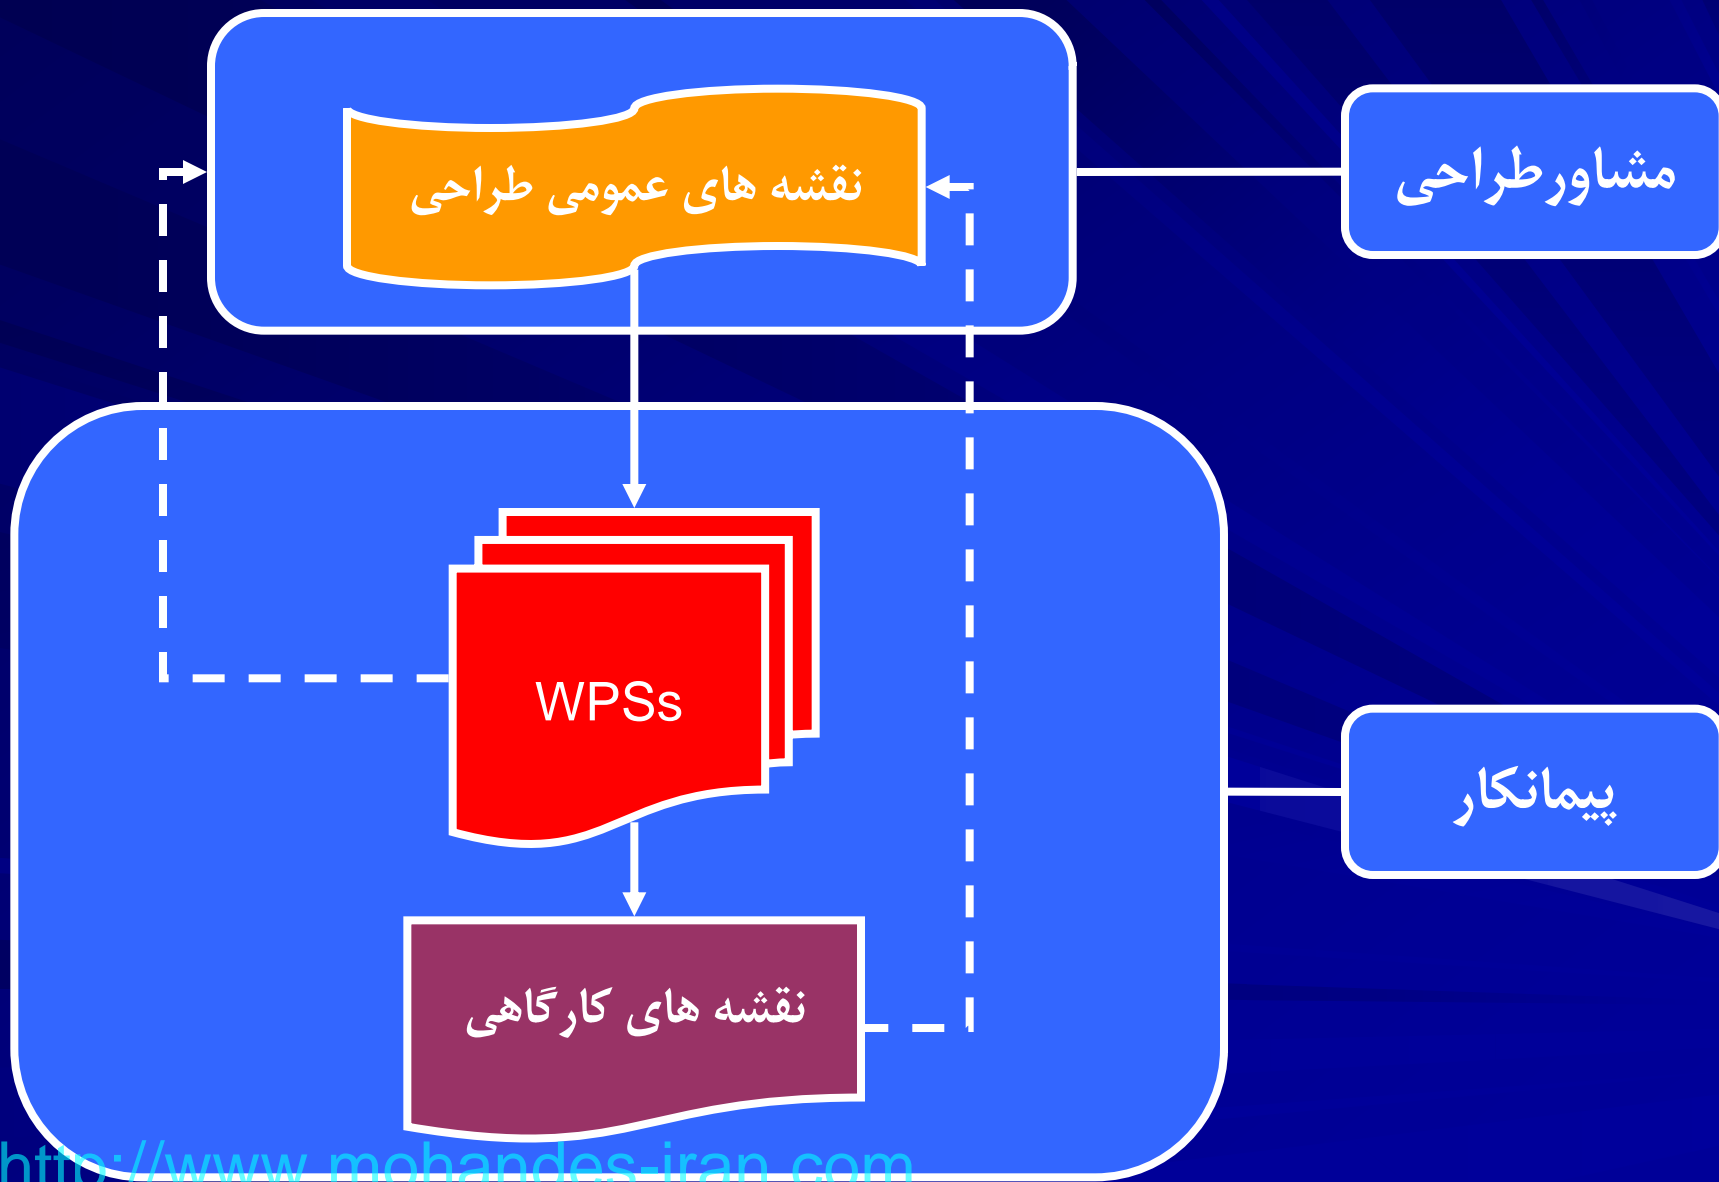 نقشه های عمومی طراحی
مشاورطراحی
WPSs
پیمانکار
نقشه های کارگاهی
http://www.mohandes-iran.com